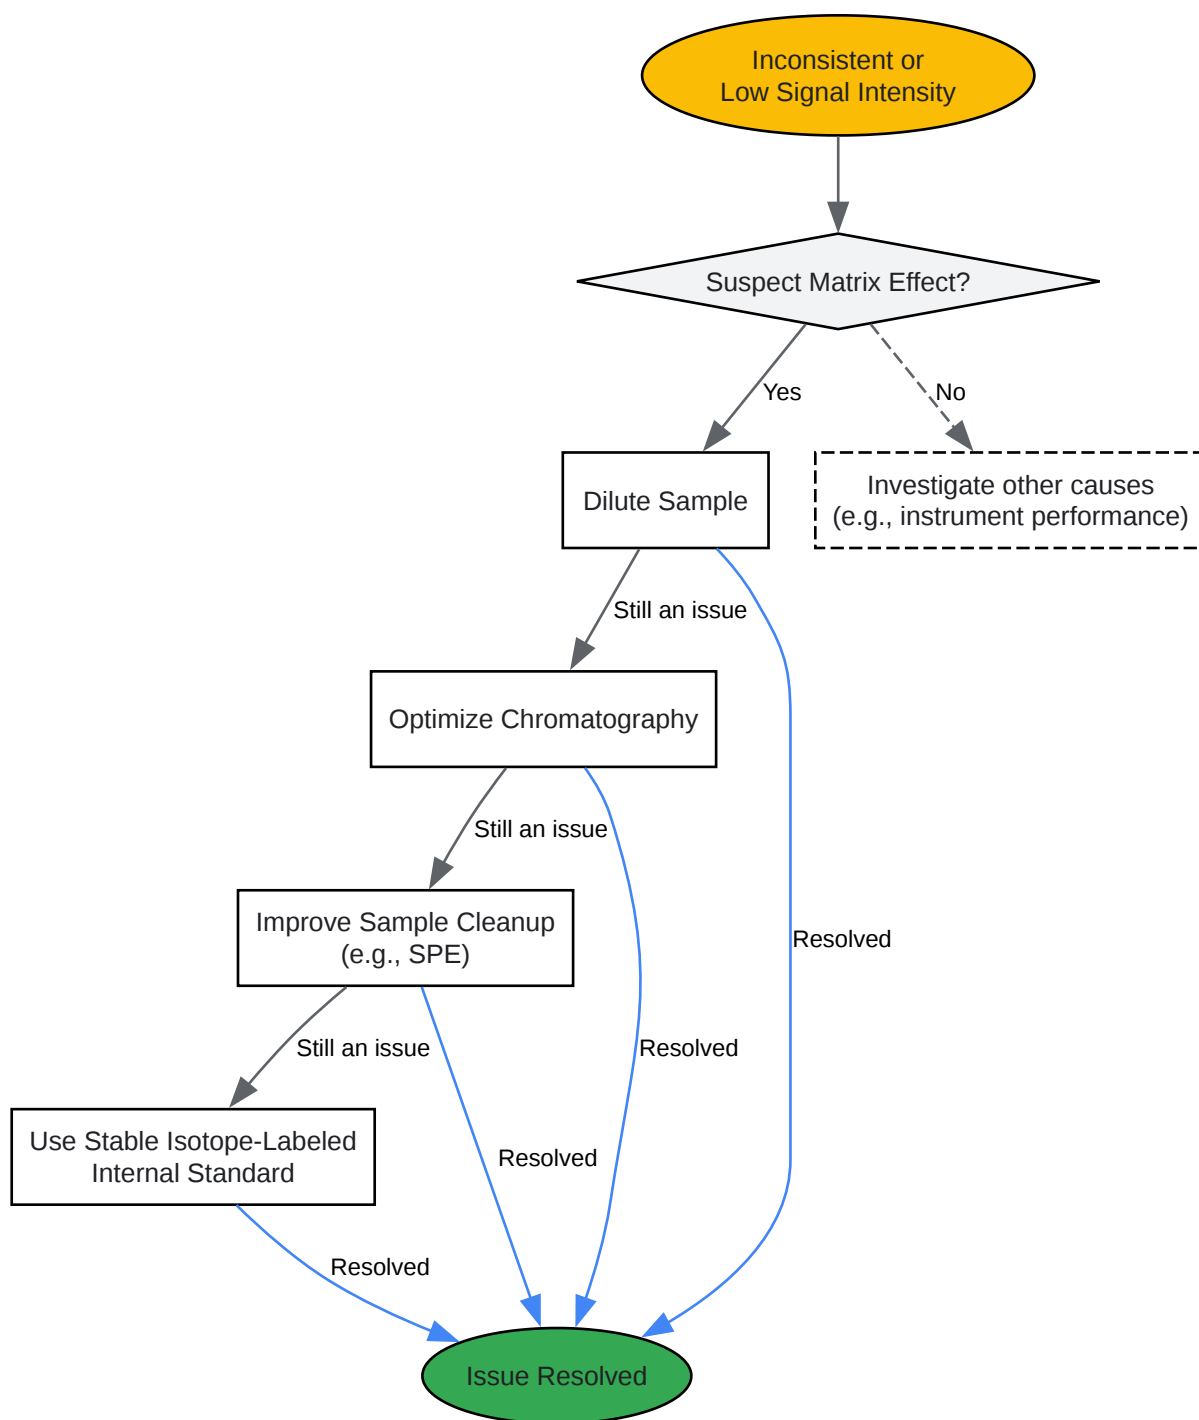 Inconsistent or
Low Signal Intensity
Suspect Matrix Effect?
Yes
No
Dilute Sample
Investigate other causes
(e.g., instrument performance)
Still an issue
Optimize Chromatography
Still an issue
Improve Sample Cleanup
(e.g., SPE)
Resolved
Still an issue
Resolved
Use Stable Isotope-Labeled
Internal Standard
Resolved
Resolved
Issue Resolved